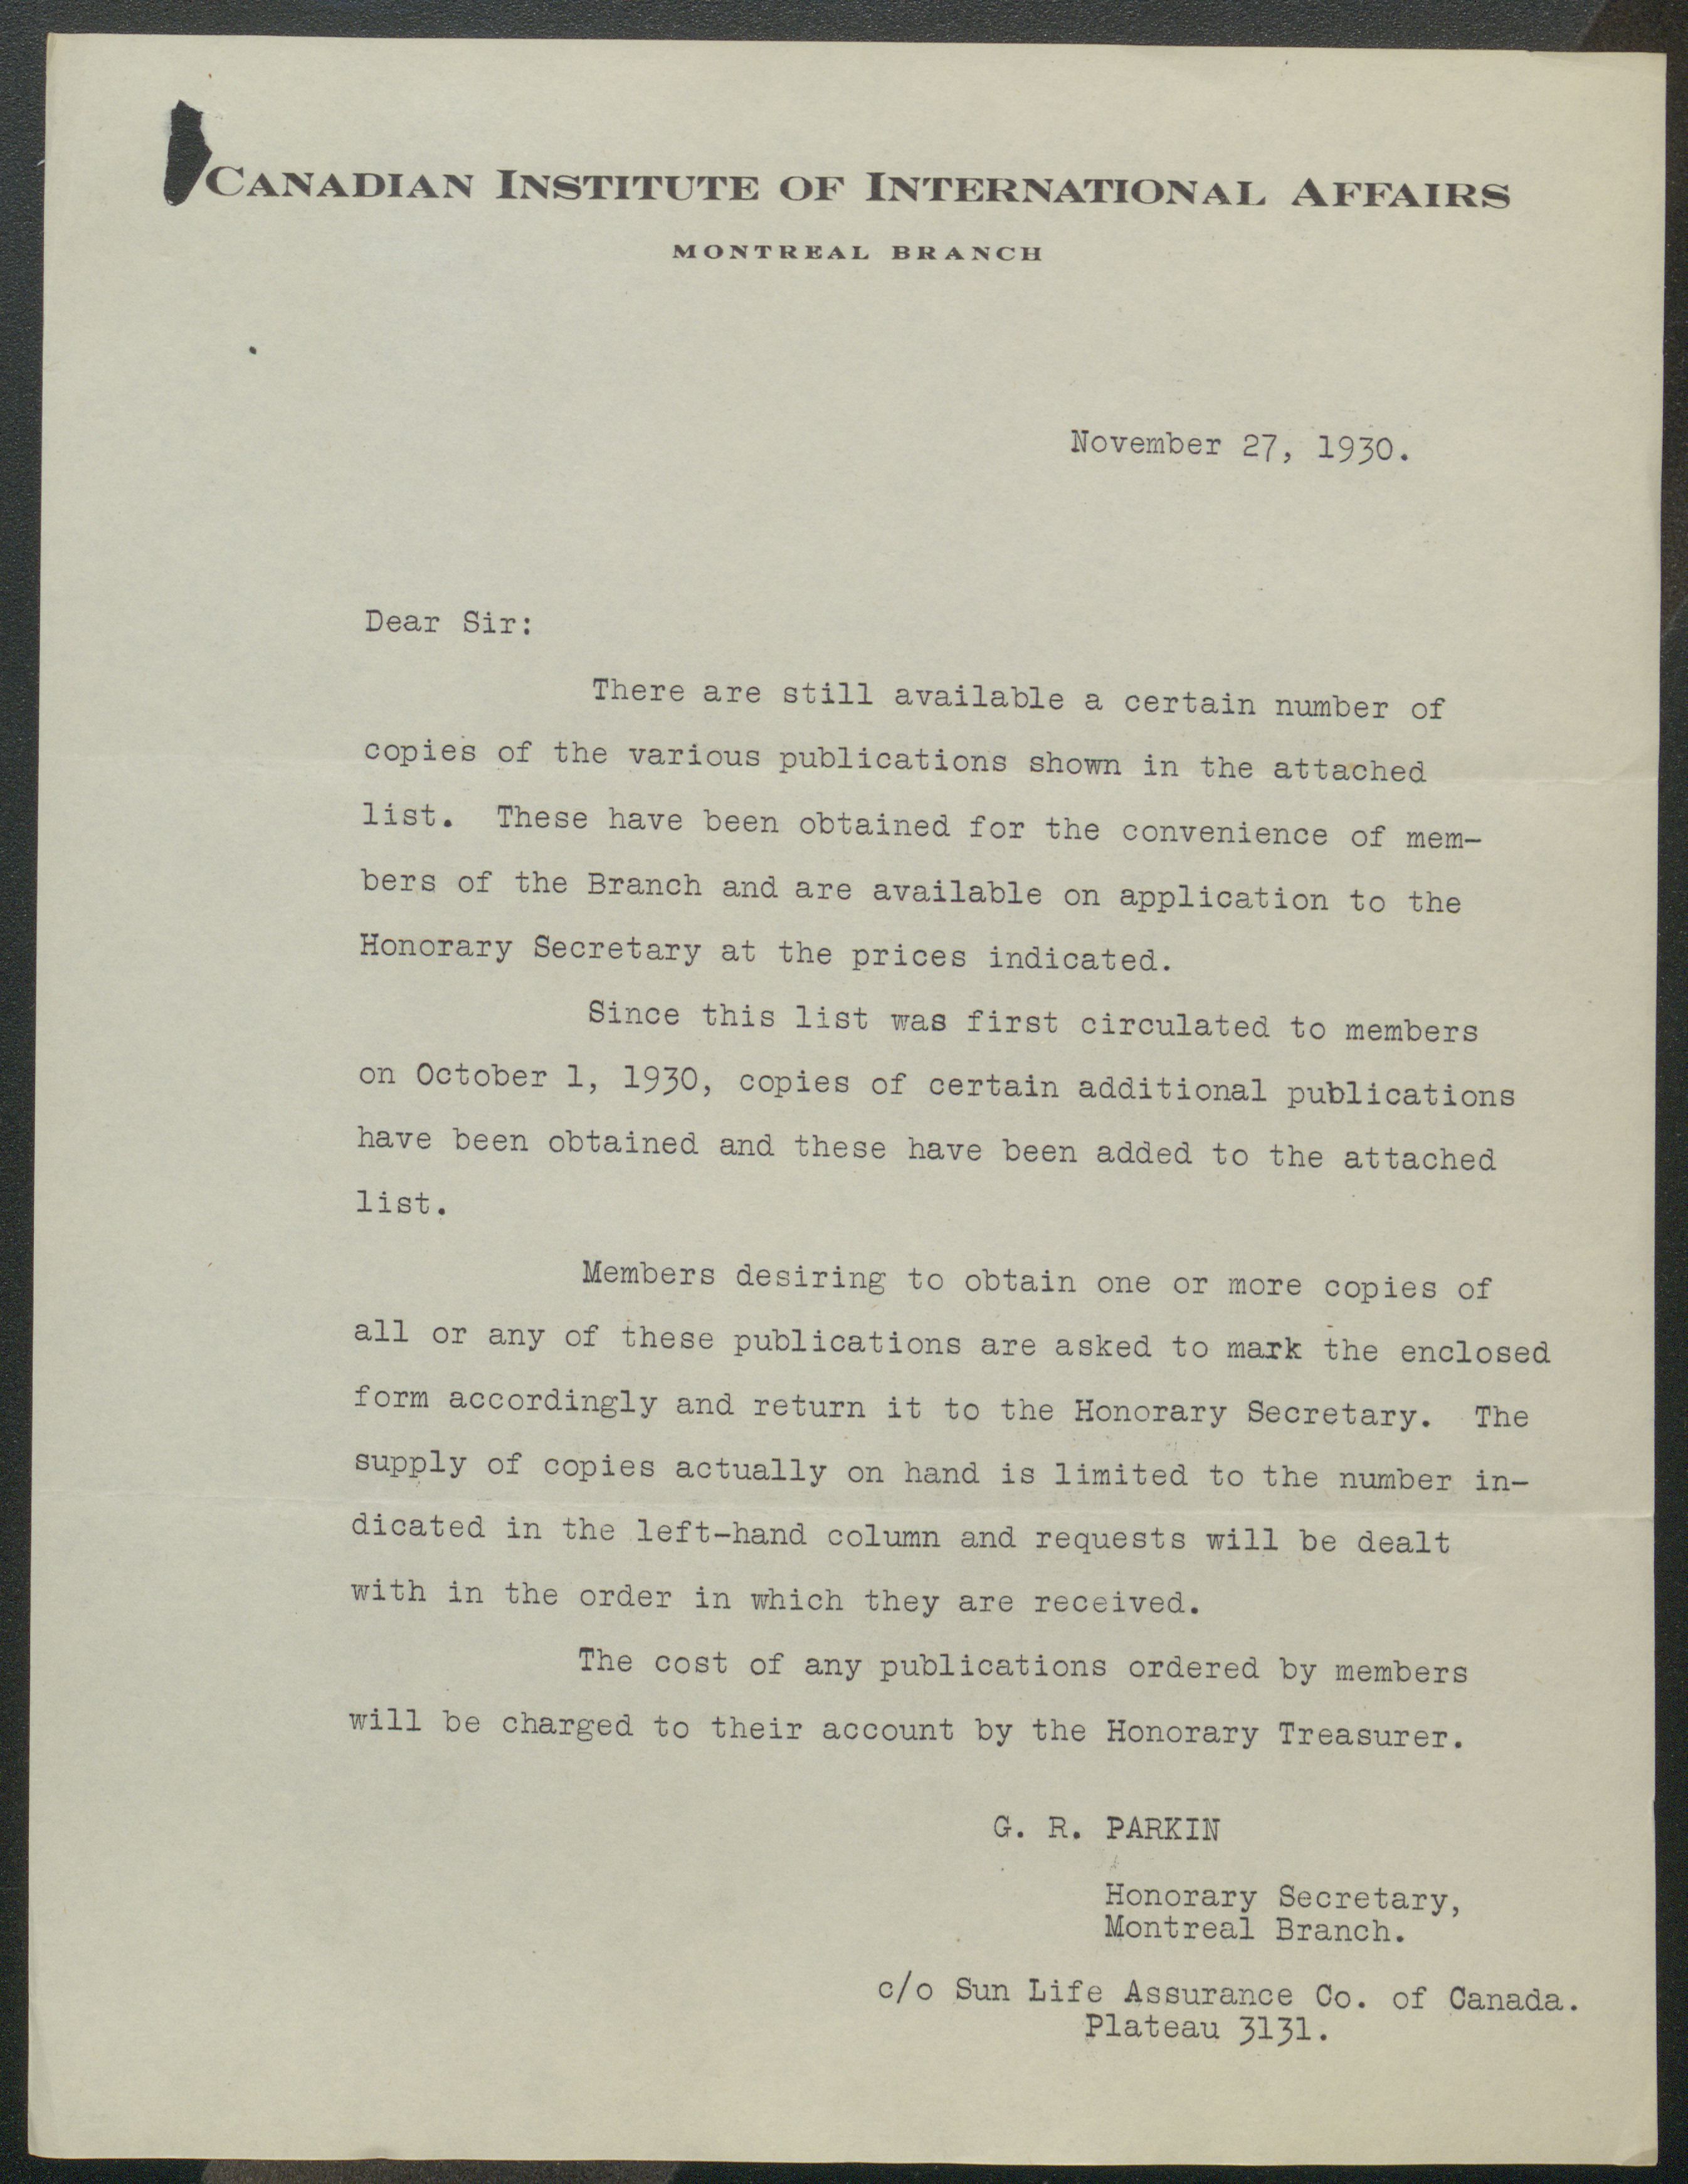 CANADIAN INSTITUTE OF INTERNATIONAL AFFAIRS
MONTREAL BRANCH
November 27, 1930.
Dear Sir:
There are still available a certain number of
copies of the various publications shown in the attached
list. These have been obtained for the convenience of mem-
bers of the Branch and are available on application to the
Honorary Secretary at the prices indicated.
Since this list was first circulated to members
on October 1, 1930, copies of certain additional publications
have been obtained and these have been added to the attached
list.
Members desiring to obtain one or more copies of
all or any of these publications are asked to mark the enclosed
form accordingly and return it to the Honorary Secretary. The
supply of copies actually on hand is limited to the number in-
dicated in the left-hand column and requests will be dealt
with in the order in which they are received.
The cost of any publications ordered by members
will be charged to their account by the Honorary Treasurer.
G. R. PARKIN
Honorary Secretary,
Montreal Branch.
c/o Sun Life Assurance Co. of Canada.
Plateau 3131.